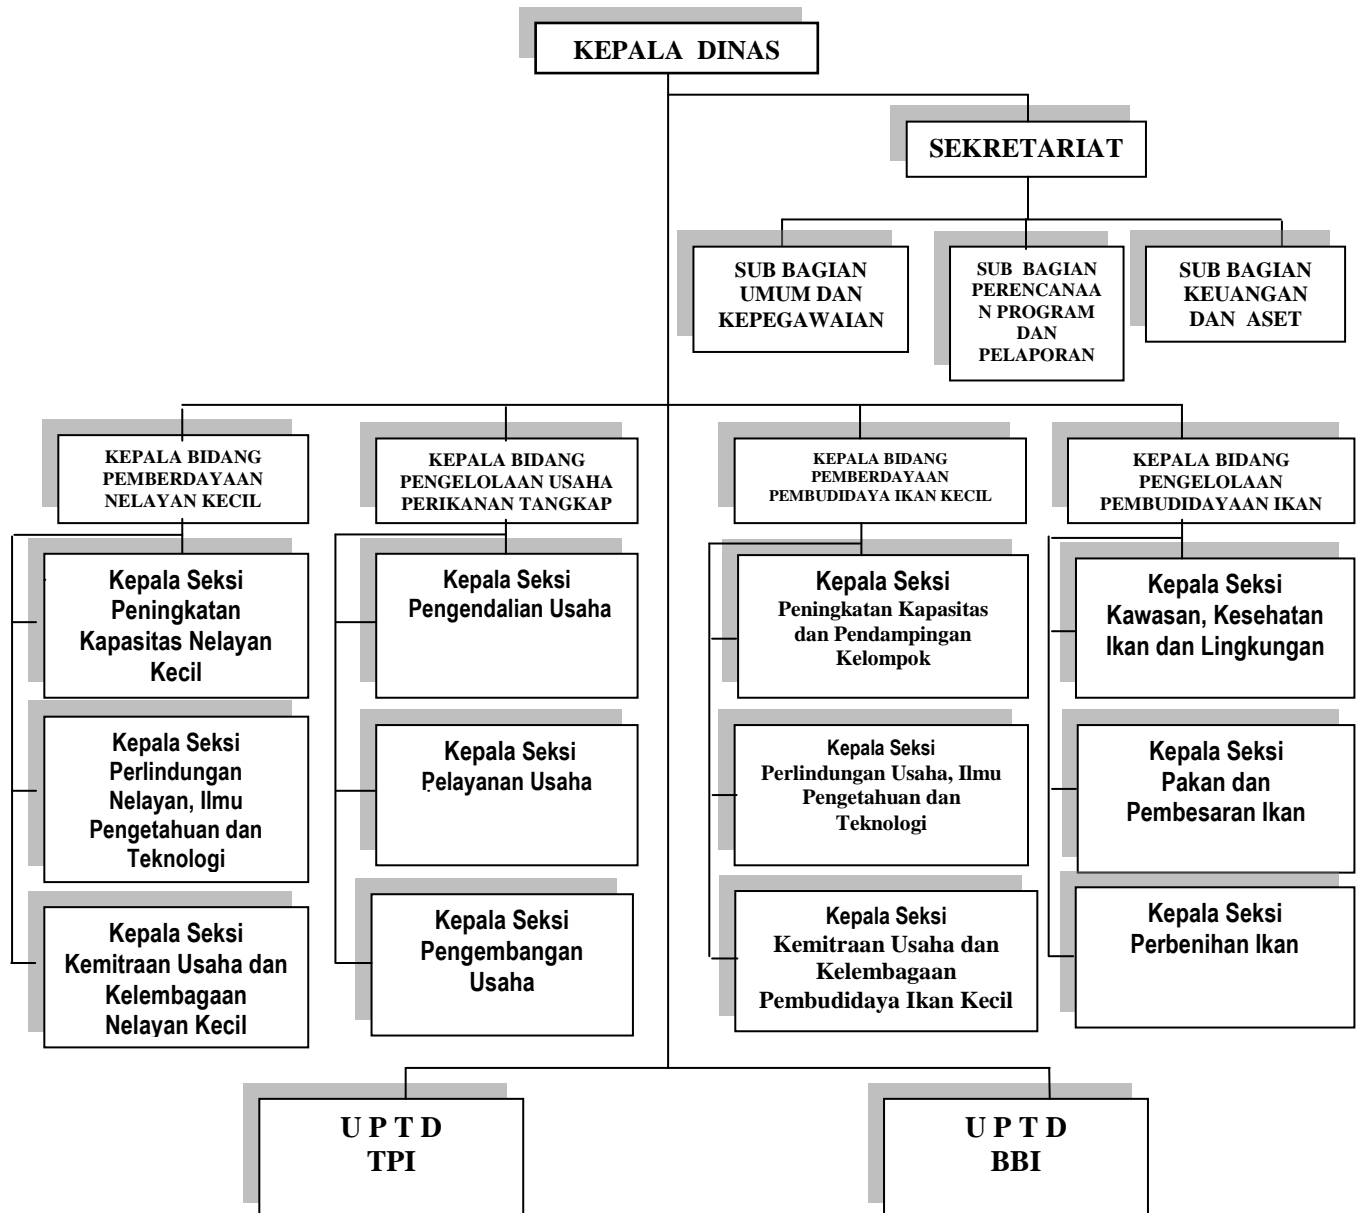 KEPALA DINAS
SEKRETARIAT
SUB BAGIAN
UMUM DAN
KEPEGAWAIAN
SUB BAGIAN
PERENCANAA
N PROGRAM
DAN
PELAPORAN
SUB BAGIAN
KEUANGAN
DAN ASET
KEPALA BIDANG
PEMBERDAYAAN
NELAYAN KECIL
KEPALA BIDANG
PENGELOLAAN USAHA
PERIKANAN TANGKAP
KEPALA BIDANG
PEMBERDAYAAN
PEMBUDIDAYA IKAN KECIL
KEPALA BIDANG
PENGELOLAAN
PEMBUDIDAYAAN IKAN
Kepala Seksi
Peningkatan
Kapasitas Nelayan
Kecil
Kepala Seksi
Pengendalian Usaha
Kepala Seksi
Peningkatan Kapasitas
dan Pendampingan
Kelompok
Kepala Seksi
Kawasan, Kesehatan
Ikan dan Lingkungan
Kepala Seksi
Perlindungan
Nelayan, Ilmu
Pengetahuan dan
Teknologi
Kepala Seksi
Pelayanan Usaha
Kepala Seksi
Perlindungan Usaha, Ilmu
Pengetahuan dan
Teknologi
Kepala Seksi
Pakan dan
Pembesaran Ikan
Kepala Seksi
Kemitraan Usaha dan
Kelembagaan
Nelayan Kecil
Kepala Seksi
Pengembangan
Usaha
Kepala Seksi
Kemitraan Usaha dan
Kelembagaan
Pembudidaya Ikan Kecil
Kepala Seksi
Perbenihan Ikan
U P T D
TPI
U P T D
BBI